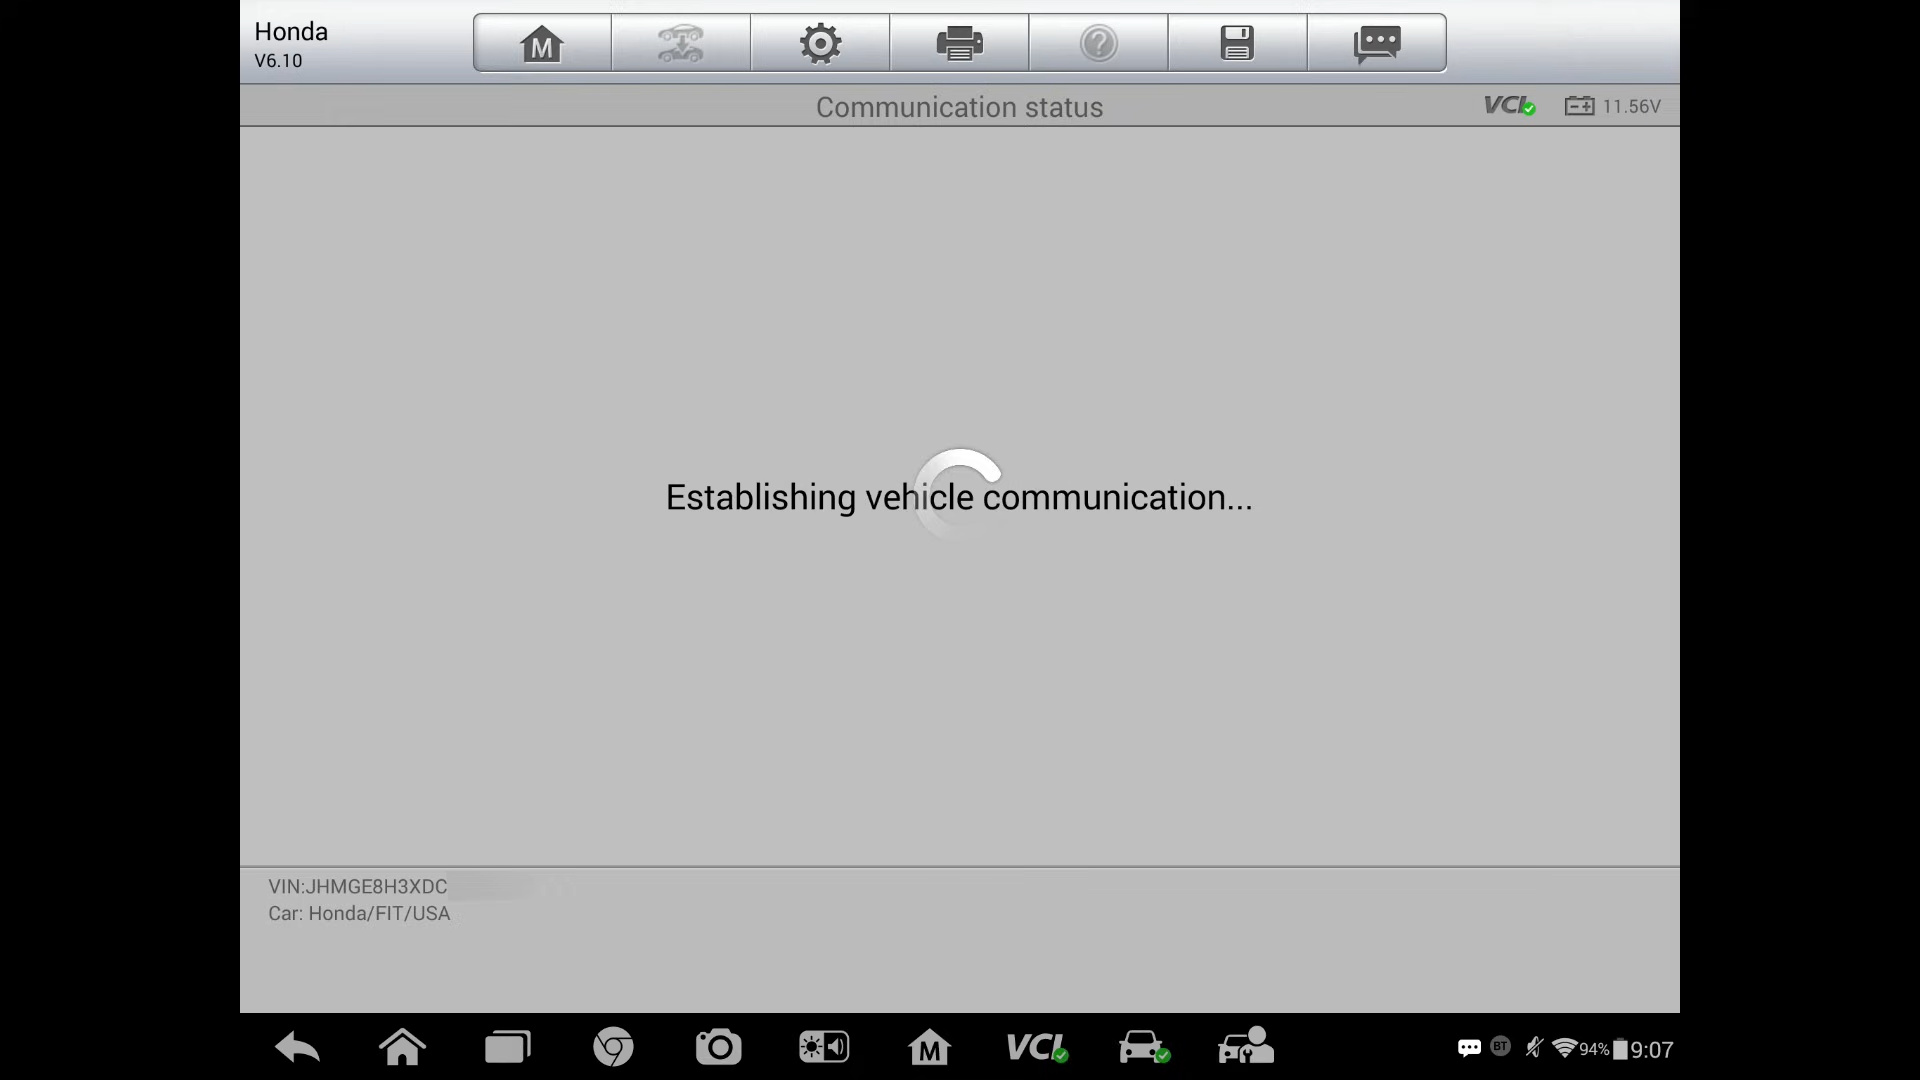 Honda
V6.10
M
?
Communication status
VCI
11.56V
Establishing vehicle communication...
VIN:JHMGE8H3XDC
Car: Honda/FIT/USA
M
VCI
BT
94%
9:07